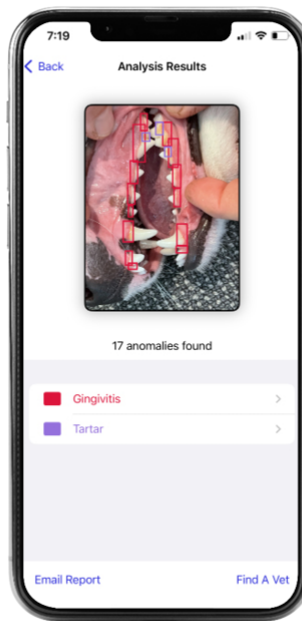 7:19
Back
Analysis Results
17 anomalies found
Gingivitis
Tartar
Email Report
Find A Vet